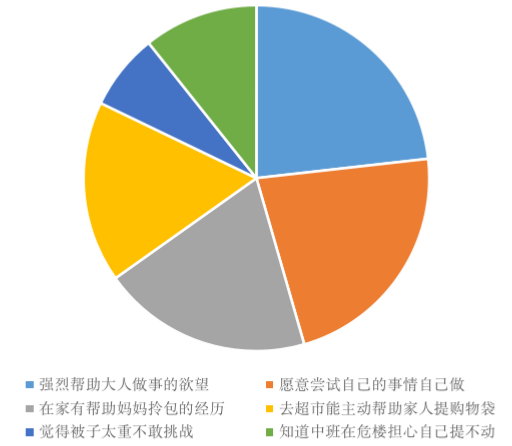 强烈帮助大人做事的欲望
愿意尝试自己的事情自己做
在家有帮助妈妈拎包的经历
去超市能主动帮助家人提购物袋
觉得被子太重不敢挑战
知道中班在危楼担心自己提不动